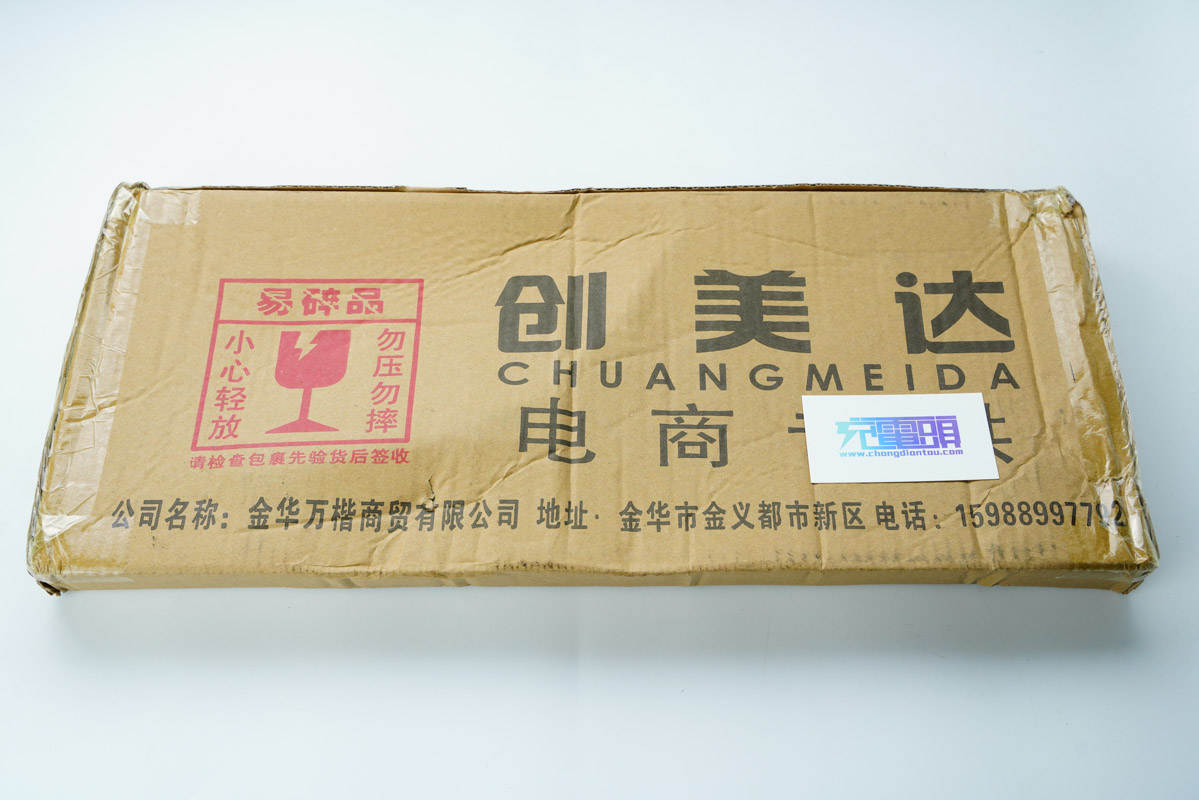 易碎品
小心轻放
勿压勿摔
请检查包裹先验货后签收
创美达
CHUANGMEIDA
电商
充電頭
www.chongdiantou.com
公司名称：金华万楷商贸有限公司 地址: 金华市金义都市新区 电话：15988997792